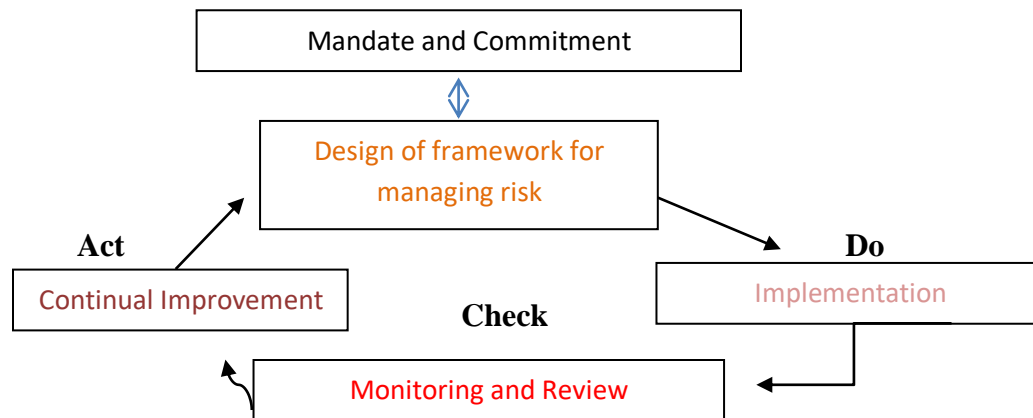 Mandate and Commitment
Design of framework for
managing risk
Act
Do
Continual Improvement
Implementation
Check
Monitoring and Review